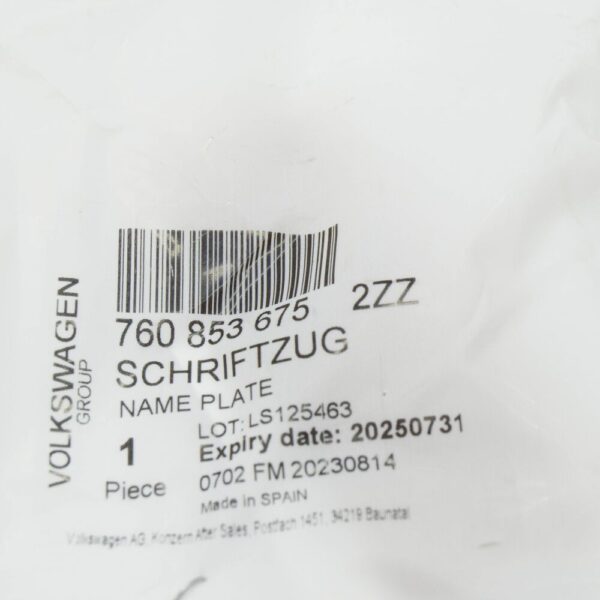 VOLKSWAGEN
GROUP
760 853 675 2ZZ
SCHRIFTZUG
NAME PLATE
LOT: LS125463
1
Piece
Expiry date: 20250731
0702 FM 20230814
Made in SPAIN
Volkswagen AG, Konzern After Sales, Postfach 1451, 34219 Baunatal